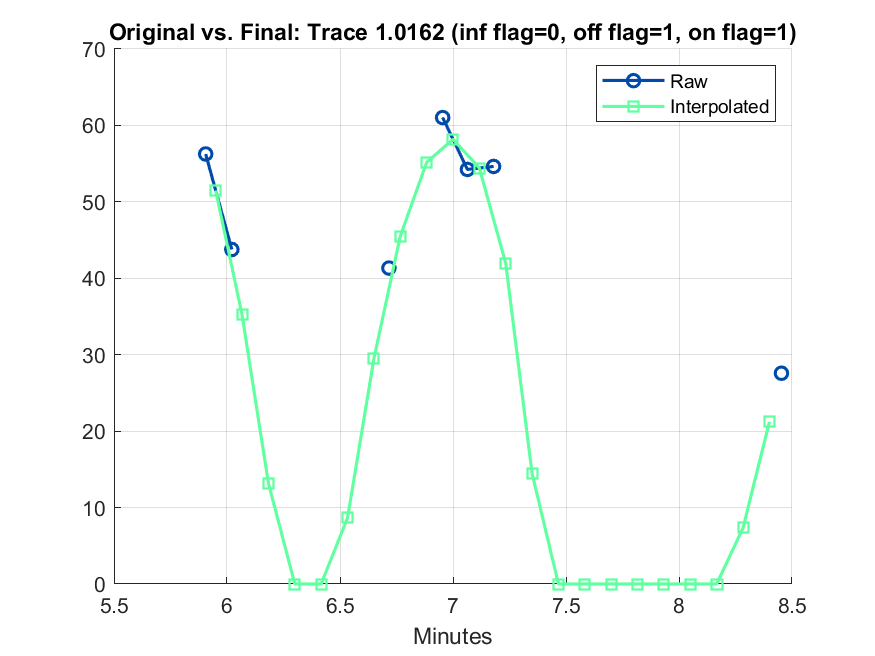 Original vs. Final: Trace 1.0162 (inf flag=0, off flag=1, on flag=1)
70
60
50
40
30
20
10
0
Raw
Interpolated
5.5 6 6.5 7 7.5 8 8.5
Minutes